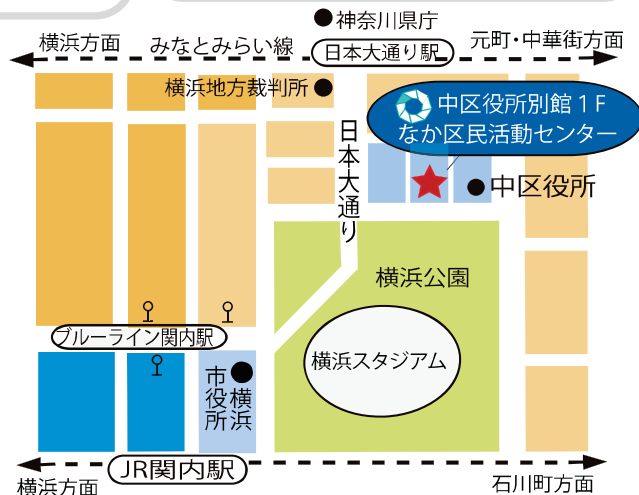 神奈川県庁
横浜方面
みなとみらい線
日本大通り駅
元町・中華街方面
横浜地方裁判所
中区役所別館1F
なか区民活動センター
日本大通り
中区役所
横浜公園
ブルーライン関内駅
横浜スタジアム
横浜
市役所
JR関内駅
横浜方面
石川町方面